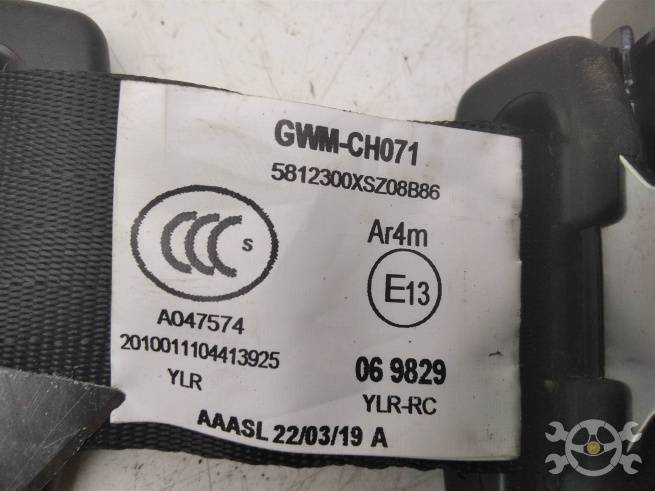 GWM-CH071
5812300XSZ08B86
CCC S
Ar4m
E13
A047574
2010011104413925
YLR
06 9829
YLR-RC
AAASL 22/03/19 A